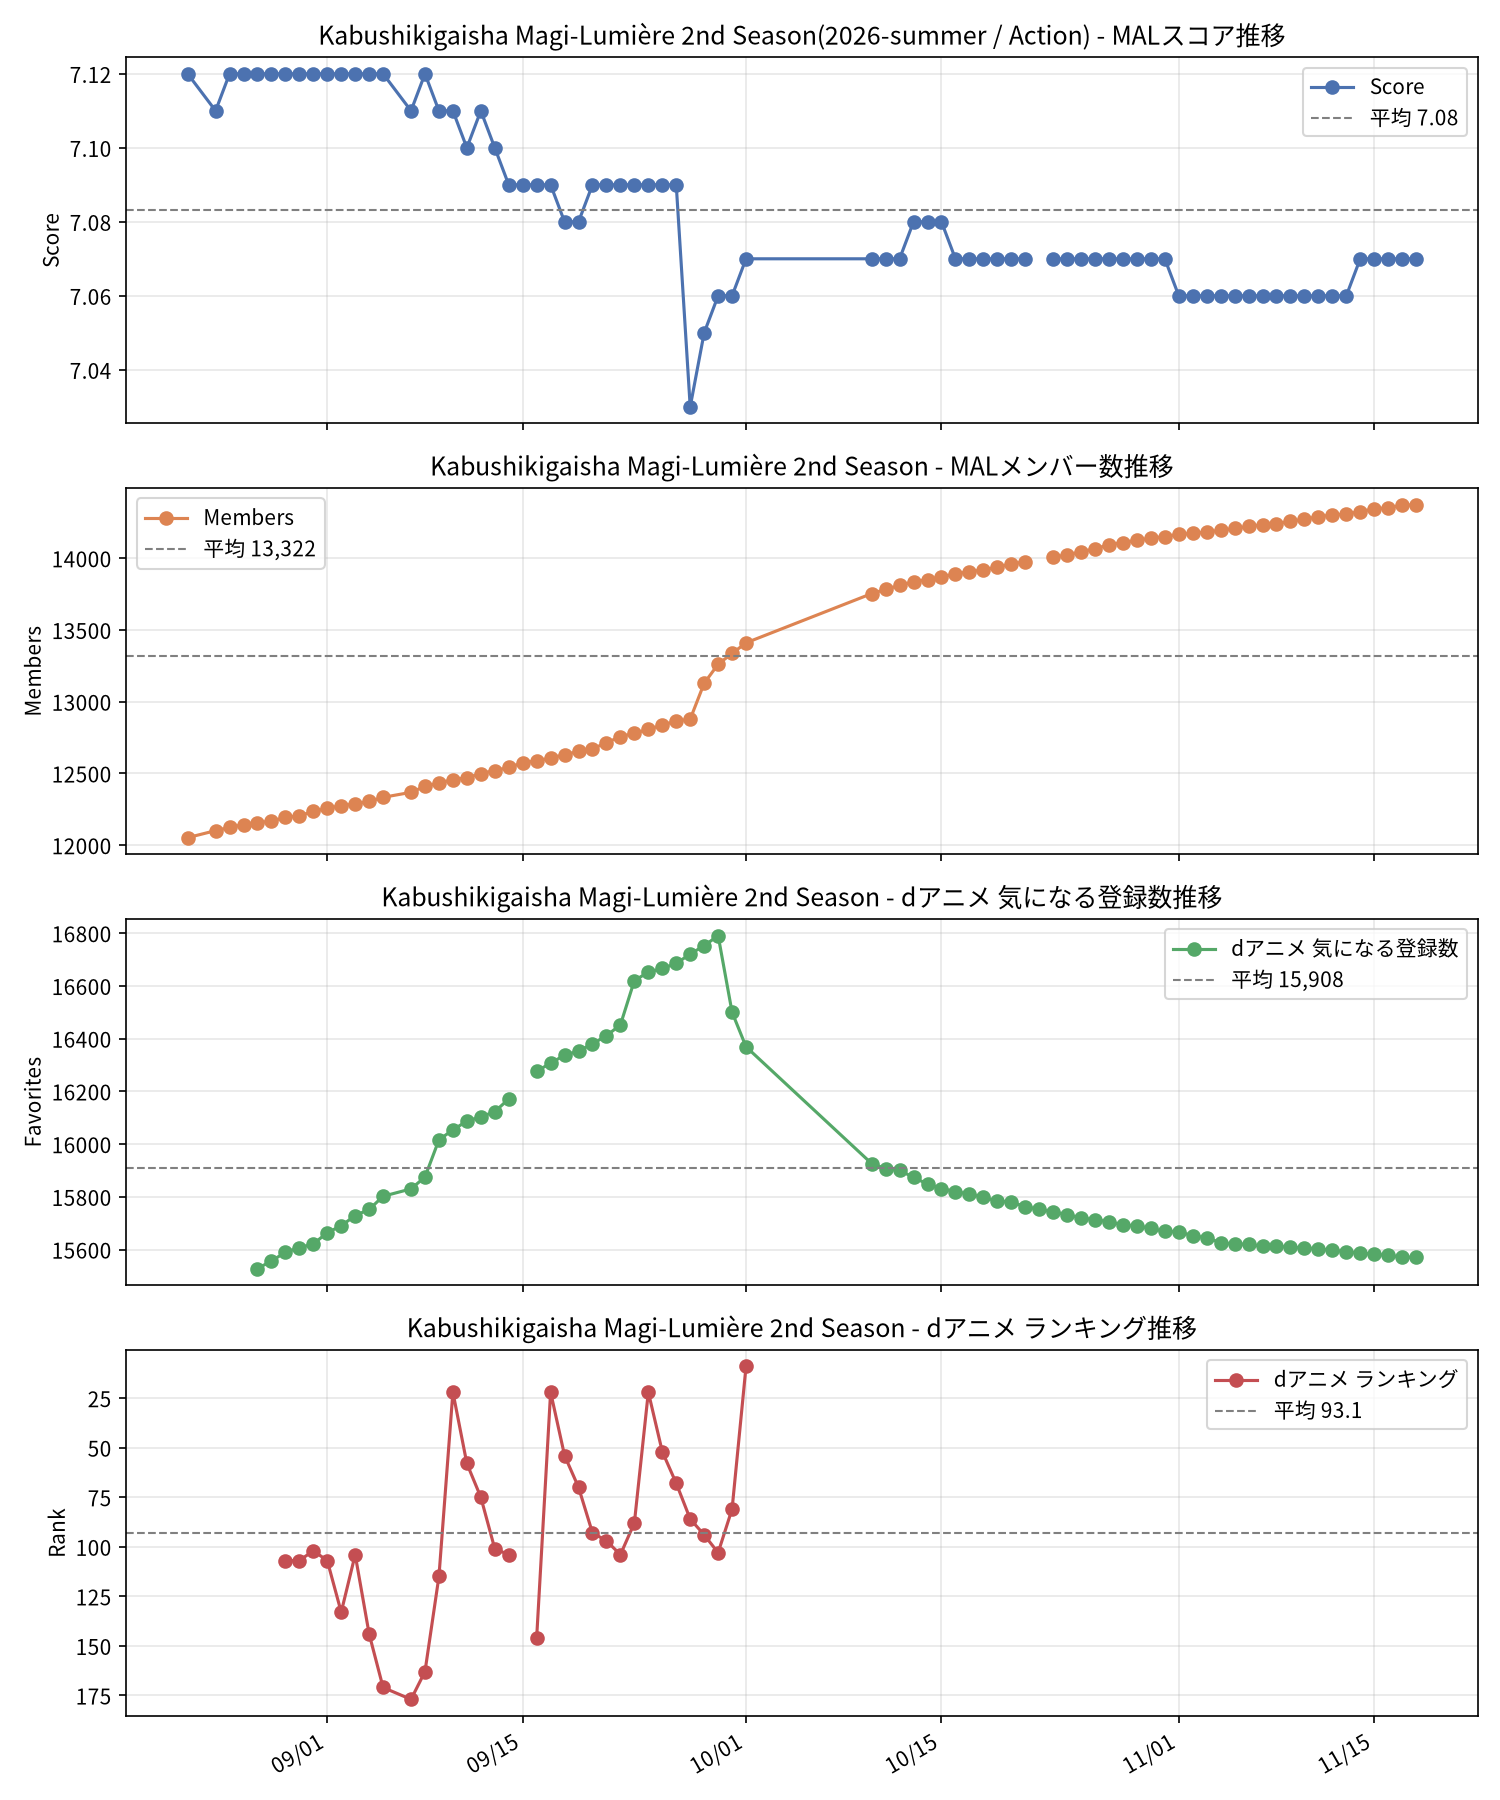 Kabushikigaisha Magi-Lumière 2nd Season(2026-summer / Action) - MALスコア推移
7.12
7.10
7.08
7.06
7.04
Score
Score
平均 7.08
Kabushikigaisha Magi-Lumière 2nd Season - MALメンバー数推移
14000
13500
13000
12500
12000
Members
Members
平均 13,322
Kabushikigaisha Magi-Lumière 2nd Season - dアニメ 気になる登録数推移
16800
16600
16400
16200
16000
15800
15600
Favorites
dアニメ 気になる登録数
平均 15,908
Kabushikigaisha Magi-Lumière 2nd Season - dアニメ ランキング推移
25
50
75
100
125
150
175
Rank
dアニメ ランキング
平均 93.1
09/01
09/15
10/01
10/15
11/01
11/15